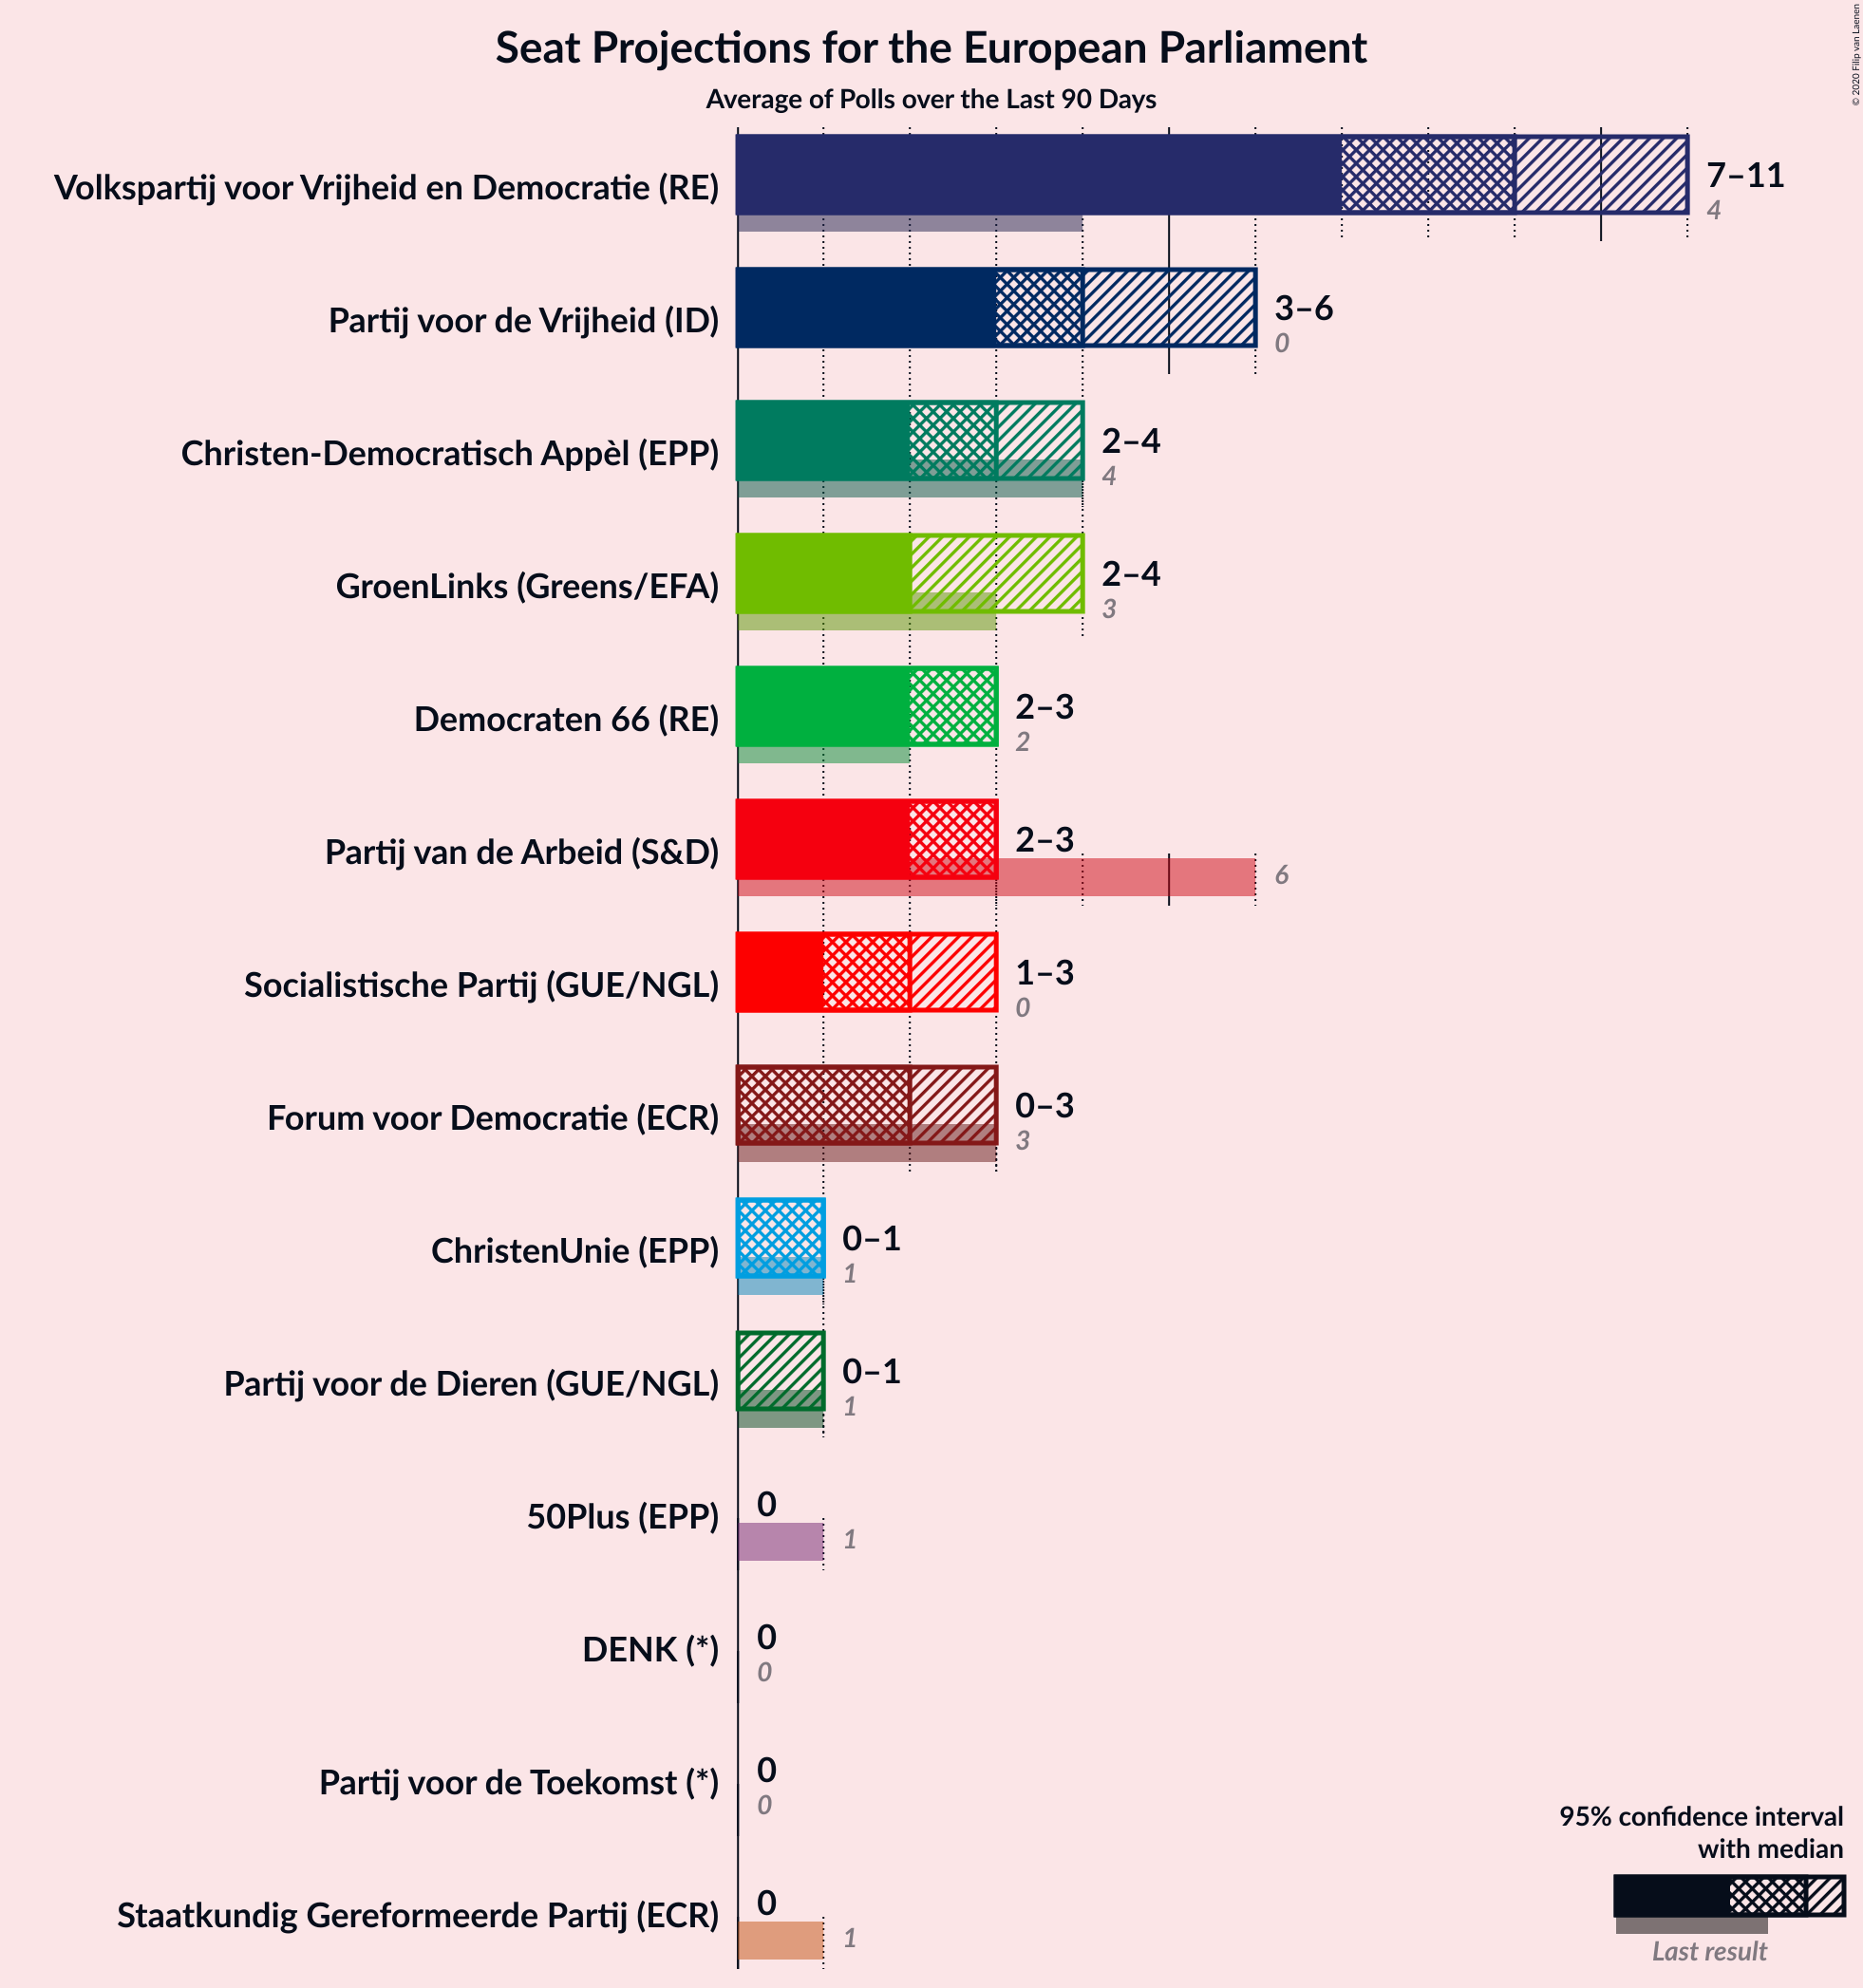 Seat Projections for the European Parliament
Average of Polls over the Last 90 Days
© 2020 Filip van Laenen
Volkspartij voor Vrijheid en Democratie (RE)
7–11
4
Partij voor de Vrijheid (ID)
3–6
0
Christen-Democratisch Appèl (EPP)
2–4
4
GroenLinks (Greens/EFA)
2–4
3
Democraten 66 (RE)
2–3
2
Partij van de Arbeid (S&D)
2–3
6
Socialistische Partij (GUE/NGL)
1–3
0
Forum voor Democratie (ECR)
0–3
3
ChristenUnie (EPP)
0–1
1
Partij voor de Dieren (GUE/NGL)
0–1
1
50Plus (EPP)
0
1
DENK (*)
0
0
Partij voor de Toekomst (*)
0
0
Staatkundig Gereformeerde Partij (ECR)
0
1
95% confidence interval
with median
Last result